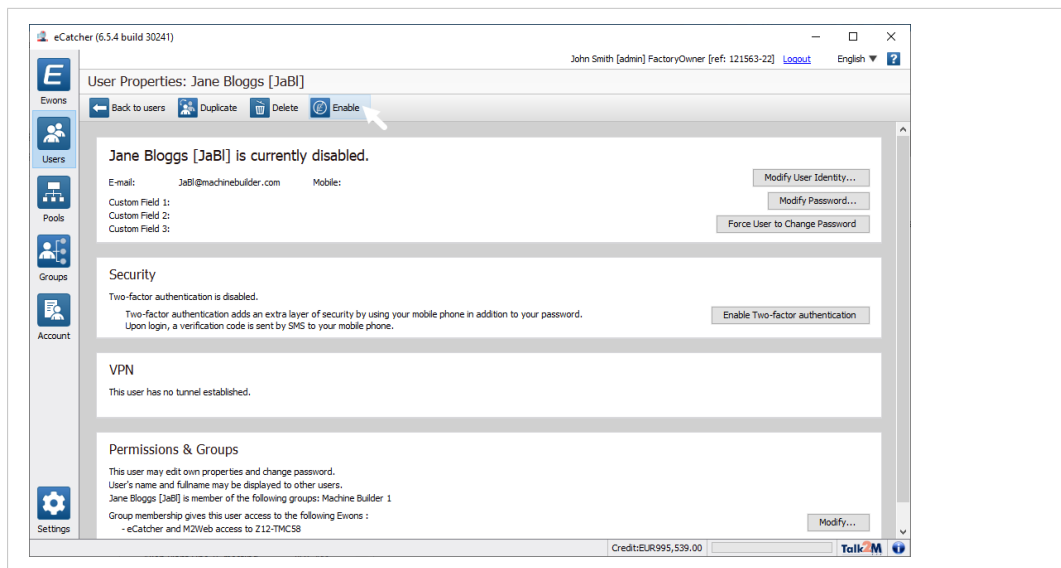 eCatcher (6.5.4 build 30241)
John Smith [admin] FactoryOwner [ref: 121563-22] Logout English ▼ ?
User Properties: Jane Bloggs [JaBl]
Ewons
Back to users Duplicate Delete Enable
Users
Jane Bloggs [JaBl] is currently disabled.
E-mail: JaBl@machinebuilder.com Mobile:
Modify User Identity...
Custom Field 1:
Modify Password...
Custom Field 2:
Custom Field 3:
Force User to Change Password
Pools
Groups
Security
Two-factor authentication is disabled.
Two-factor authentication adds an extra layer of security by using your mobile phone in addition to your password.
Upon login, a verification code is sent by SMS to your mobile phone.
Enable Two-factor authentication
Account
VPN
This user has no tunnel established.
Permissions & Groups
This user may edit own properties and change password.
User's name and fullname may be displayed to other users.
Jane Bloggs [JaBl] is member of the following groups: Machine Builder 1
Group membership gives this user access to the following Ewons :
- eCatcher and M2Web access to Z12-TMC58
Modify...
Settings
Credit:EUR995,539.00
Talk2M